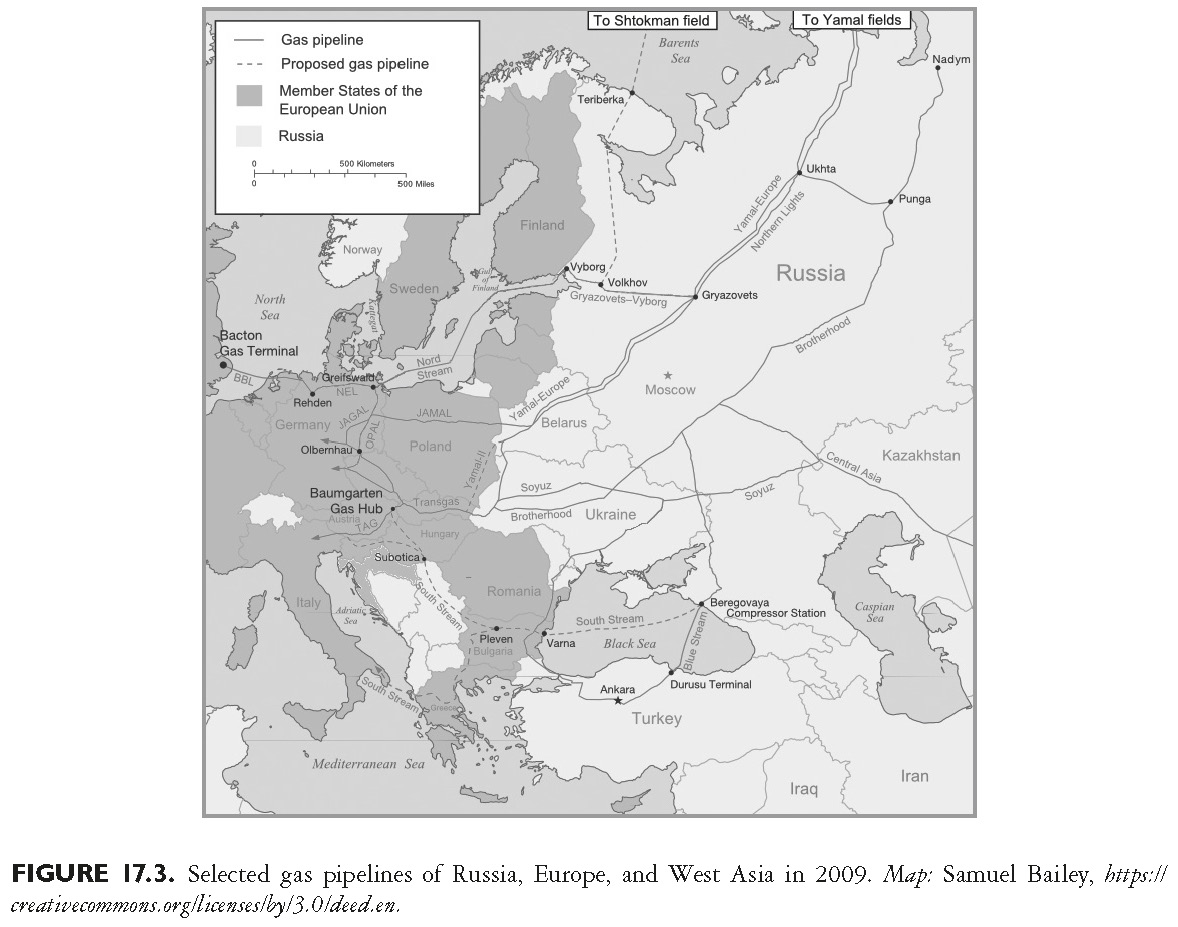 To Shtokman field
To Yamal fields
Gas pipeline
Proposed gas pipeline
Member States of the
European Union
Russia
0
500 Kilometers
0
500 Miles
Barents
Sea
Nadym
Teriberka
Ukhta
Yamal-Europe
Northern Lights
Punga
Finland
Norway
Russia
Gulf
of
Finland
Vyborg
Volkhov
Gryazovets–Vyborg
Gryazovets
Sweden
Kattegat
North
Sea
Brotherhood
Bacton
Gas Terminal
BBL
Nord
Stream
Greifswald
NEL
Rehden
Moscow
Yamal-Europe
Germany
JAGAL
OPAL
JAMAL
Belarus
Poland
Olbernhau
Yamal-II
Kazakhstan
Central Asia
Soyuz
Soyuz
Baumgarten
Gas Hub
Transgas
Brotherhood
Ukraine
Austria
TAG
Hungary
Subotica
South Stream
Romania
Italy
Adriatic
Sea
Beregovaya
Compressor Station
Caspian
Sea
South Stream
Black Sea
Blue Stream
Pleven
Bulgaria
Varna
Durusu Terminal
Ankara
South Stream
Greece
Turkey
Mediterranean Sea
Iraq
Iran
FIGURE 17.3. Selected gas pipelines of Russia, Europe, and West Asia in 2009. Map: Samuel Bailey, https://
creativecommons.org/licenses/by/3.0/deed.en.